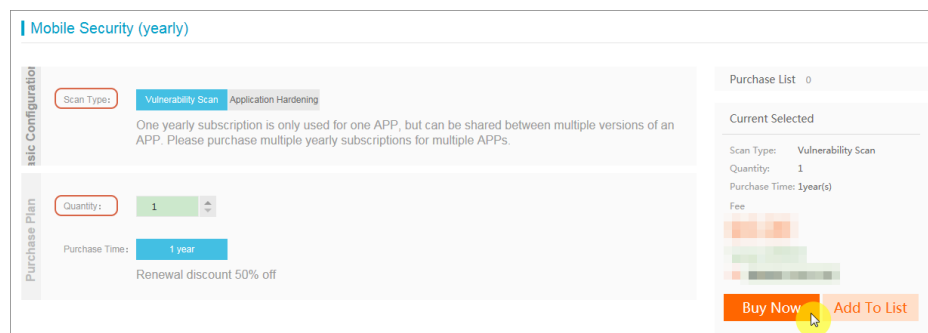 Mobile Security (yearly)
asic Configuration
Scan Type:
Vulnerability Scan
Application Hardening
One yearly subscription is only used for one APP, but can be shared between multiple versions of an
APP. Please purchase multiple yearly subscriptions for multiple APPs.
Purchase Plan
Quantity:
1
Purchase Time:
1 year
Renewal discount 50% off
Purchase List 0
Current Selected
Scan Type: Vulnerability Scan
Quantity: 1
Purchase Time: 1year(s)
Fee
Buy Now
Add To List